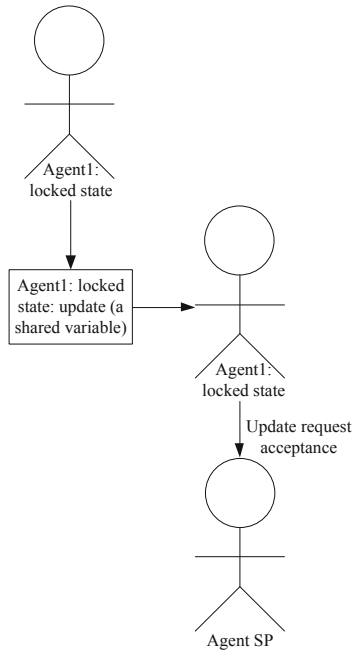 Agent1:
locked state
Agent1: locked
state: update (a
shared variable)
Agent1:
locked state
Update request
acceptance
Agent SP